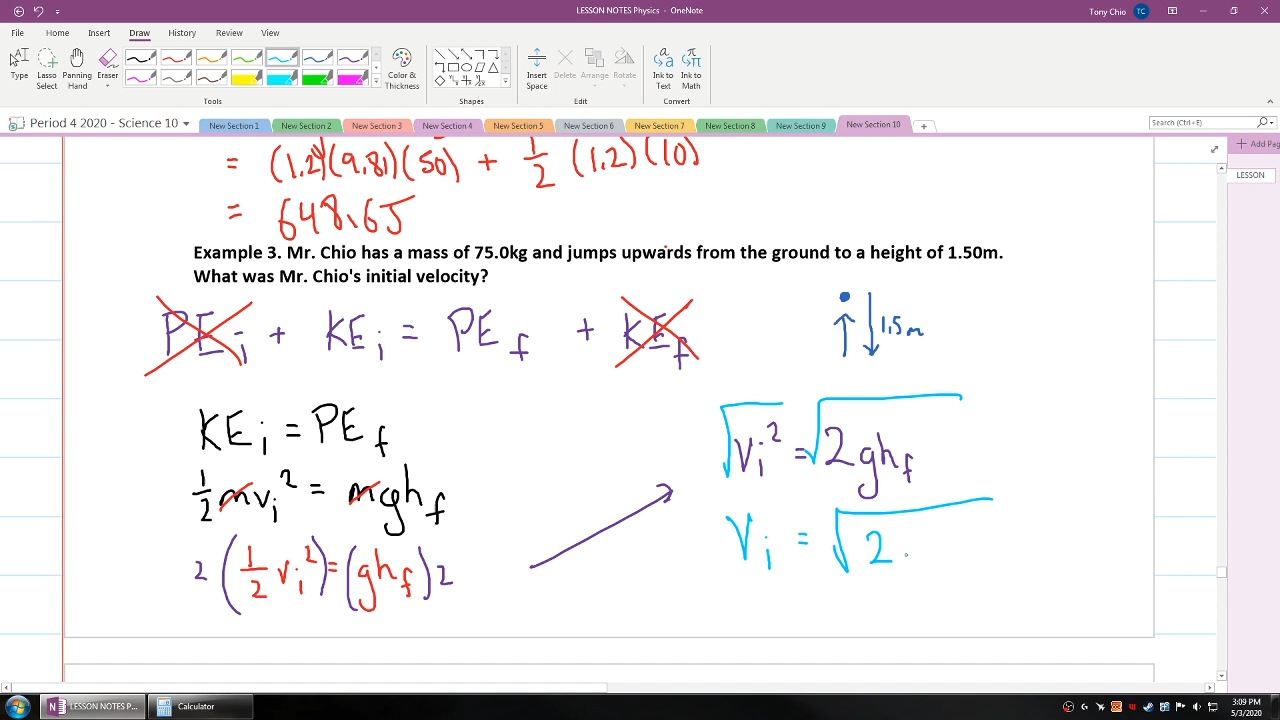 LESSON NOTES Physics - OneNote
Tony Chio TC
File Home Insert Draw History Review View
Type Lasso Select Panning Hand Eraser Color & Thickness Insert Space Delete Arrange Rotate Ink to Text Ink to Math
Tools Shapes Edit Convert
Period 4 2020 - Science 10 New Section 1 New Section 2 New Section 3 New Section 4 New Section 5 New Section 6 New Section 7 New Section 8 New Section 9 New Section 10 Search (Ctrl+E)
Add Pag
LESSON
= (1.2)(9.81)(50) + 1/2 (1.2)(10)
= 648.6J
Example 3. Mr. Chio has a mass of 75.0kg and jumps upwards from the ground to a height of 1.50m.
What was Mr. Chio's initial velocity?
PEi + KEi = PEf + KEf
1.5m
KEi = PEf
1/2 mvi² = mghf
2 (1/2 vi²) = (ghf) 2
√vi² = √2ghf
vi = √2
LESSON NOTES P... Calculator
3:09 PM
5/3/2020